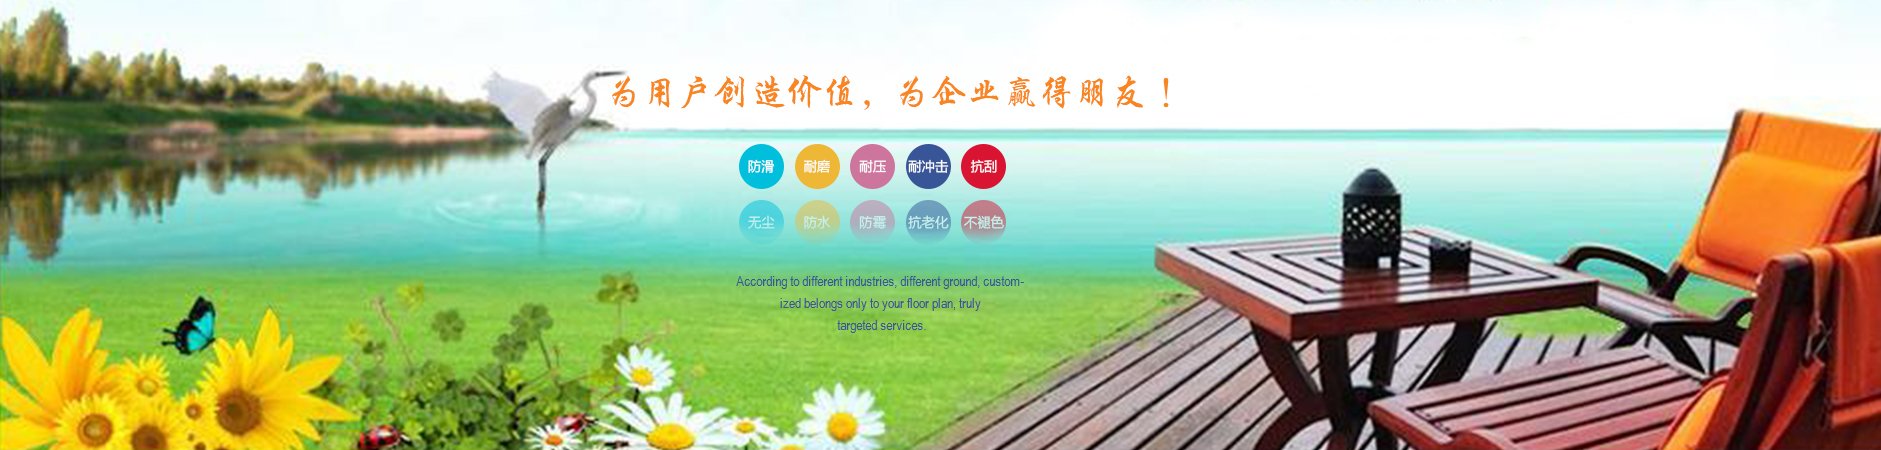 为用户创造价值，为企业赢得朋友！
防滑 耐磨 耐压 耐冲击 抗刮
无尘 防水 防霉 抗老化 不褪色
According to different industries, different ground, custom-
ized belongs only to your floor plan, truly
targeted services.